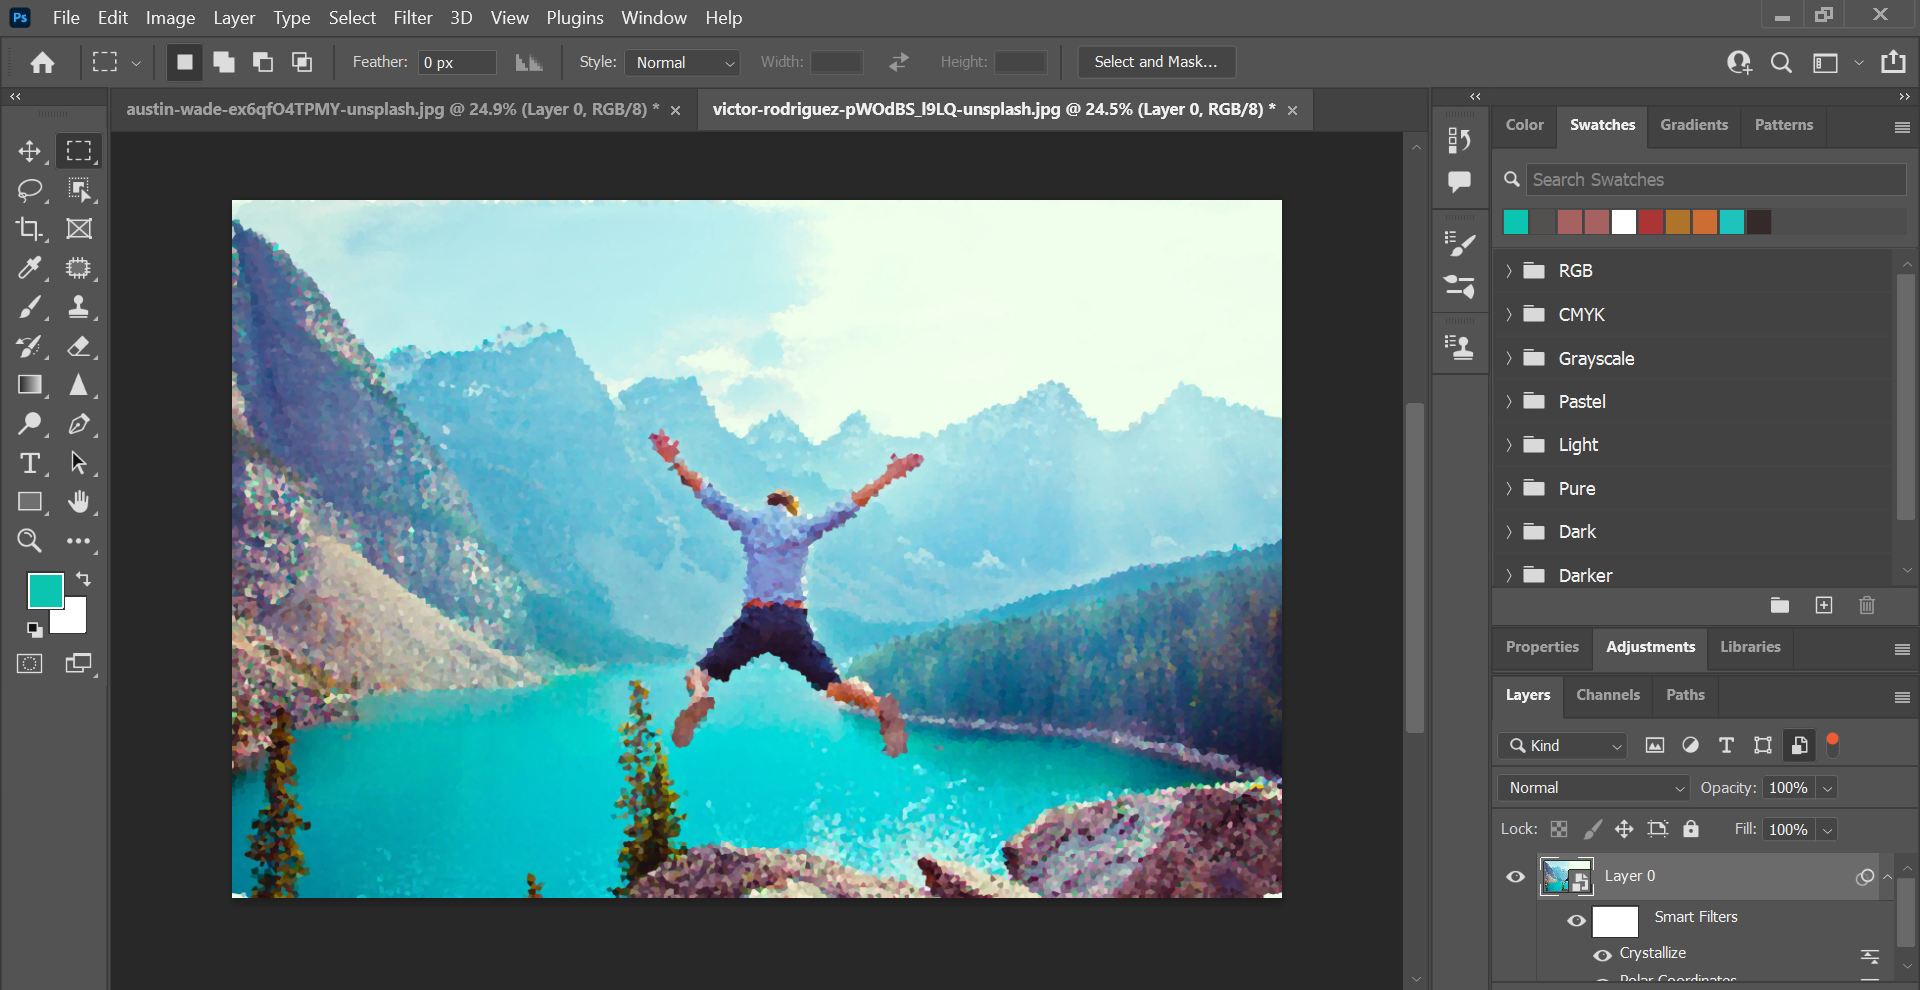 Ps File Edit Image Layer Type Select Filter 3D View Plugins Window Help
Feather: 0 px Style: Normal Width: Height: Select and Mask...
austin-wade-ex6qfO4TPMY-unsplash.jpg @ 24.9% (Layer 0, RGB/8) * victor-rodriguez-pWOdBS_l9LQ-unsplash.jpg @ 24.5% (Layer 0, RGB/8) *
Color Swatches Gradients Patterns
Search Swatches
RGB
CMYK
Grayscale
Pastel
Light
Pure
Dark
Darker
Properties Adjustments Libraries
Layers Channels Paths
Kind
Normal Opacity: 100%
Lock: Fill: 100%
Layer 0
Smart Filters
Crystallize
Polar Coordinates